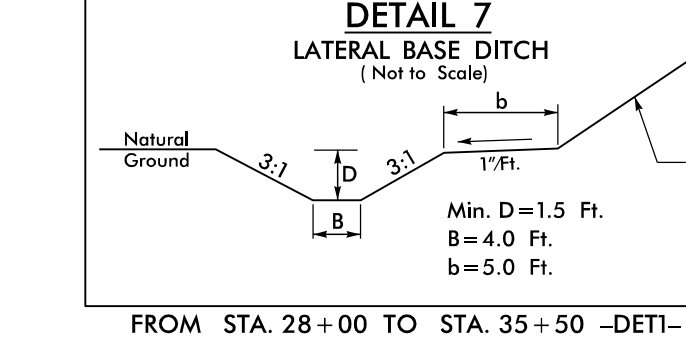 DETAIL 7
LATERAL BASE DITCH
( Not to Scale)
b
Natural
Ground
3:1
D
3:1
1"/Ft.
B
Min. D=1.5 Ft.
B=4.0 Ft.
b=5.0 Ft.
FROM STA. 28+00 TO STA. 35+50 -DET1-